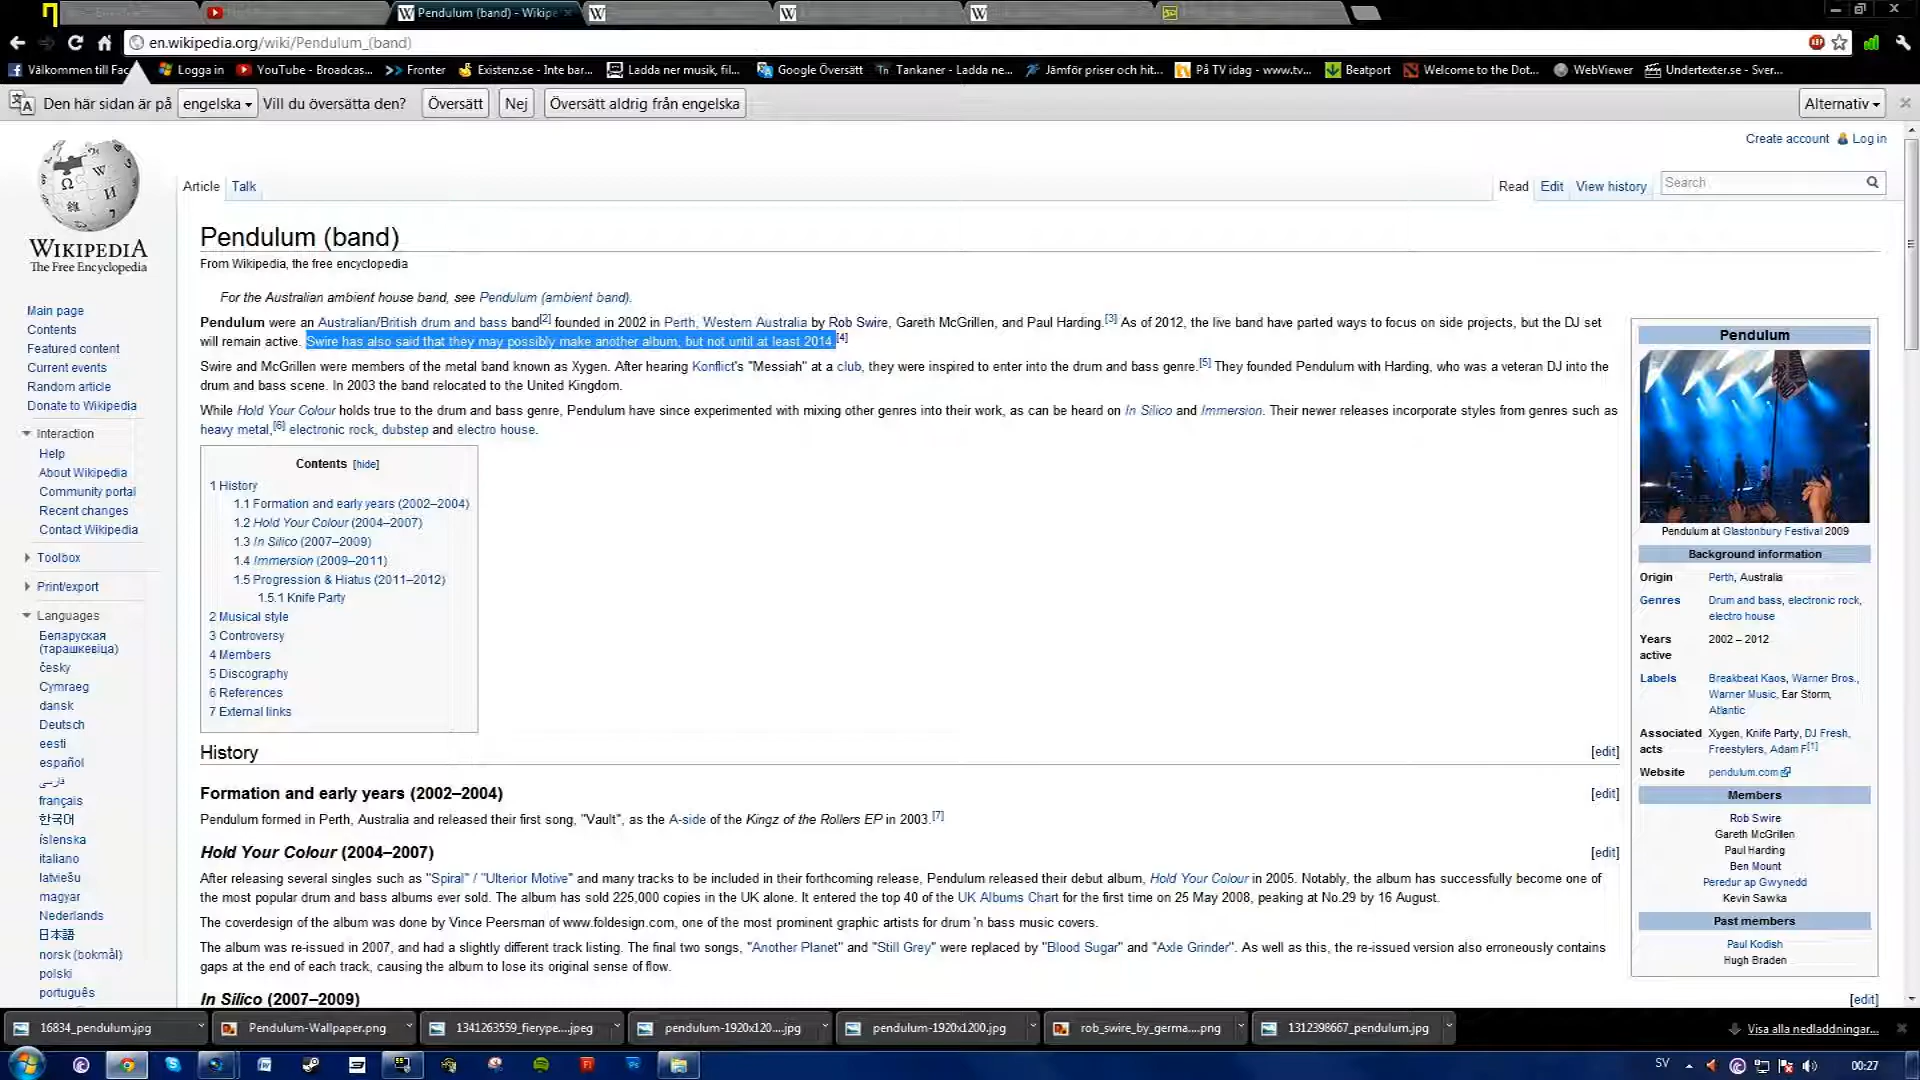 Pendulum (band) - Wikipe
en.wikipedia.org/wiki/Pendulum_(band)
ABP
Välkommen till Fac
Logga in
YouTube - Broadcas...
Fronter
Existenz.se - Inte bar...
Ladda ner musik, fil...
Google Översätt
Tn Tankaner - Ladda ne...
Jämför priser och hit...
På TV idag - www.tv...
Beatport
Welcome to the Dot...
WebViewer
Undertexter.se - Sver...
Den här sidan är på engelska Vill du översätta den? Översätt Nej Översätt aldrig från engelska Alternativ
Create account Log in
Article Talk Read Edit View history Search
WIKIPEDIA
The Free Encyclopedia
Main page
Contents
Featured content
Current events
Random article
Donate to Wikipedia
Interaction
Help
About Wikipedia
Community portal
Recent changes
Contact Wikipedia
Toolbox
Print/export
Languages
Беларуская
(тарашкевіца)
česky
Cymraeg
dansk
Deutsch
eesti
español
فارسی
français
한국어
íslenska
italiano
latviešu
magyar
Nederlands
日本語
norsk (bokmål)
polski
português
Pendulum (band)
From Wikipedia, the free encyclopedia
For the Australian ambient house band, see Pendulum (ambient band).
Pendulum were an Australian/British drum and bass band[2] founded in 2002 in Perth, Western Australia by Rob Swire, Gareth McGrillen, and Paul Harding.[3] As of 2012, the live band have parted ways to focus on side projects, but the DJ set
will remain active. Swire has also said that they may possibly make another album, but not until at least 2014.[4]
Swire and McGrillen were members of the metal band known as Xygen. After hearing Konflict's "Messiah" at a club, they were inspired to enter into the drum and bass genre.[5] They founded Pendulum with Harding, who was a veteran DJ into the
drum and bass scene. In 2003 the band relocated to the United Kingdom.
While Hold Your Colour holds true to the drum and bass genre, Pendulum have since experimented with mixing other genres into their work, as can be heard on In Silico and Immersion. Their newer releases incorporate styles from genres such as
heavy metal,[6] electronic rock, dubstep and electro house.
Contents [hide]
1 History
1.1 Formation and early years (2002–2004)
1.2 Hold Your Colour (2004–2007)
1.3 In Silico (2007–2009)
1.4 Immersion (2009–2011)
1.5 Progression & Hiatus (2011–2012)
1.5.1 Knife Party
2 Musical style
3 Controversy
4 Members
5 Discography
6 References
7 External links
History [edit]
Formation and early years (2002–2004) [edit]
Pendulum formed in Perth, Australia and released their first song, "Vault", as the A-side of the Kingz of the Rollers EP in 2003.[7]
Hold Your Colour (2004–2007) [edit]
After releasing several singles such as "Spiral" / "Ulterior Motive" and many tracks to be included in their forthcoming release, Pendulum released their debut album, Hold Your Colour in 2005. Notably, the album has successfully become one of
the most popular drum and bass albums ever sold. The album has sold 225,000 copies in the UK alone. It entered the top 40 of the UK Albums Chart for the first time on 25 May 2008, peaking at No.29 by 16 August.
The coverdesign of the album was done by Vince Peersman of www.foldesign.com, one of the most prominent graphic artists for drum 'n bass music covers.
The album was re-issued in 2007, and had a slightly different track listing. The final two songs, "Another Planet" and "Still Grey" were replaced by "Blood Sugar" and "Axle Grinder". As well as this, the re-issued version also erroneously contains
gaps at the end of each track, causing the album to lose its original sense of flow.
In Silico (2007–2009) [edit]
Pendulum
Pendulum at Glastonbury Festival 2009
Background information
Origin Perth, Australia
Genres Drum and bass, electronic rock,
electro house
Years 2002 – 2012
active
Labels Breakbeat Kaos, Warner Bros.,
Warner Music, Ear Storm,
Atlantic
Associated Xygen, Knife Party, DJ Fresh,
acts Freestylers, Adam F[1]
Website pendulum.com
Members
Rob Swire
Gareth McGrillen
Paul Harding
Ben Mount
Peredur ap Gwynedd
Kevin Sawka
Past members
Paul Kodish
Hugh Braden
16834_pendulum.jpg
Pendulum-Wallpaper.png
1341263559_fierype....jpeg
pendulum-1920x120....jpg
pendulum-1920x1200.jpg
rob_swire_by_germa....png
1312398667_pendulum.jpg
Visa alla nedladdningar...
SV
00:27